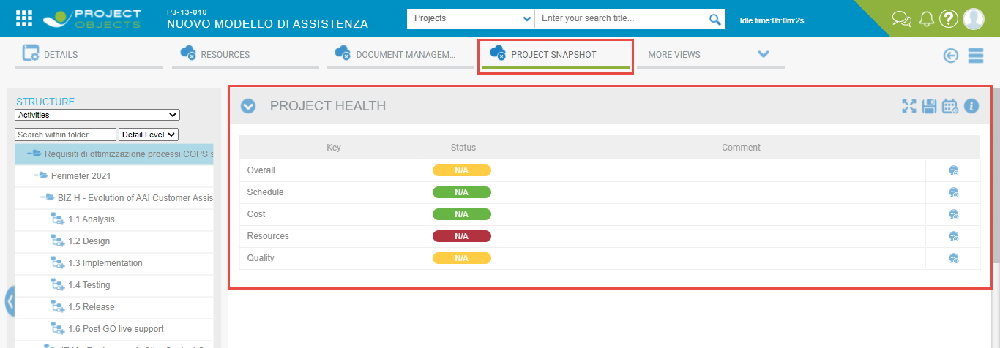 PROJECT
OBJECTS
PJ-13-010
NUOVO MODELLO DI ASSISTENZA
Projects
Enter your search title...
Idle time:0h:0m:2s
?
DETAILS
RESOURCES
DOCUMENT MANAGEM...
PROJECT SNAPSHOT
MORE VIEWS
STRUCTURE
Activities
Search within folder
Detail Level
Requisiti di ottimizzazione processi COPS s
Perimeter 2021
BIZ H - Evolution of AAI Customer Assis
1.1 Analysis
1.2 Design
1.3 Implementation
1.4 Testing
1.5 Release
1.6 Post GO live support
PROJECT HEALTH
i
Key Status Comment
Overall N/A
Schedule N/A
Cost N/A
Resources N/A
Quality N/A